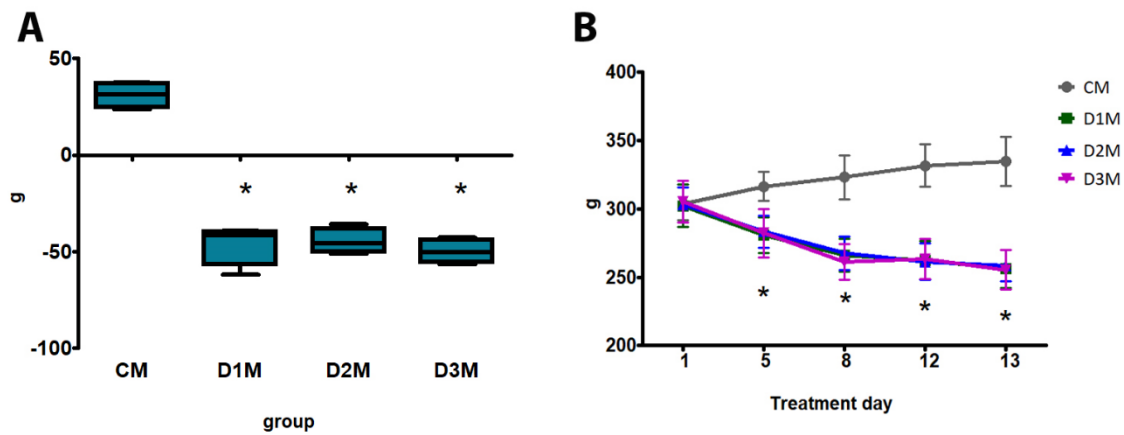 A
50
0
-50
-100
g
* * *
CM D1M D2M D3M
group
B
400
350
300
250
200
g
* * * *
1 5 8 12 13
Treatment day
CM
D1M
D2M
D3M